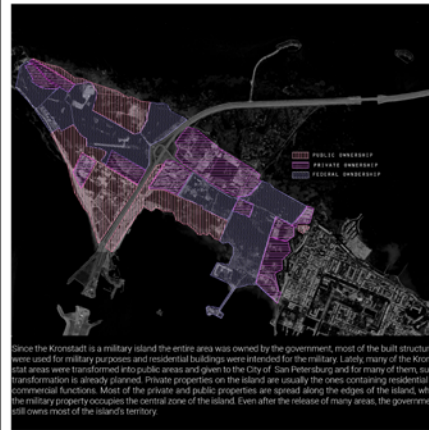 PUBLIC OWNERSHIP
PRIVATE OWNERSHIP
FEDERAL OWNDERSHIP
Since the Kronstadt is a military island the entire area was owned by the government, most of the built structur
were used for military purposes and residential buildings were intended for the military. Lately, many of the Kron
stat areas were transformed into public areas and given to the City of San Petersburg and for many of them, su
transformation is already planned. Private properties on the island are usually the ones containing residential
commercial functions. Most of the private and public properties are spread along the edges of the island, wh
the military property occupies the central zone of the island. Even after the release of many areas, the governme
still owns most of the island's territory.